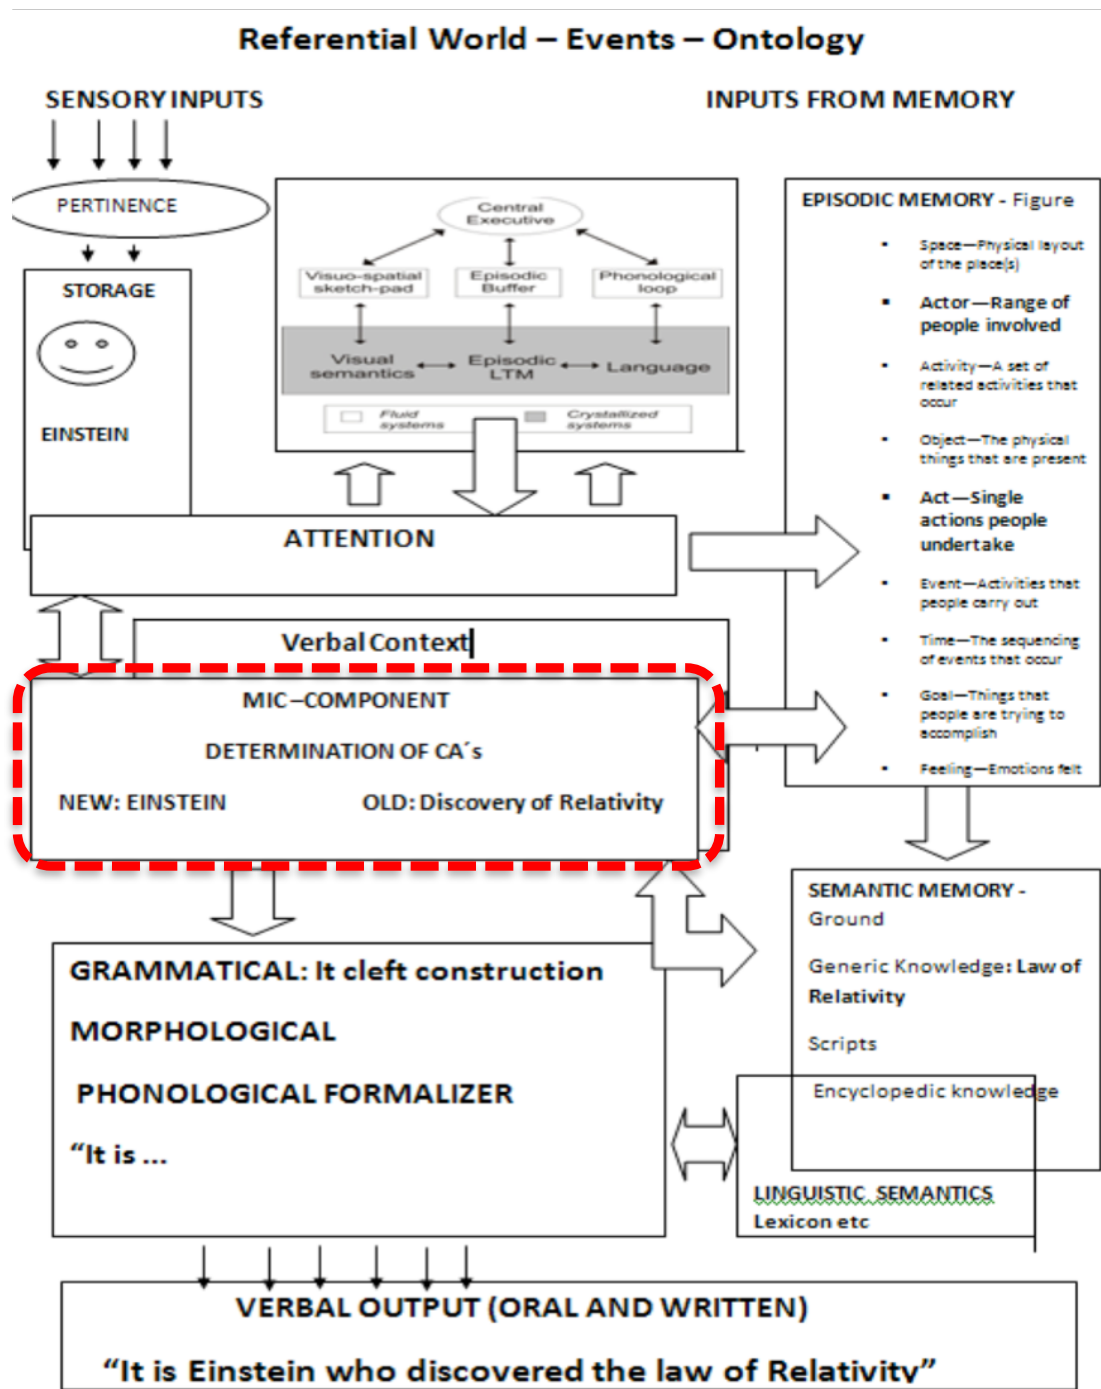 Referential World – Events – Ontology
SENSORY INPUTS
INPUTS FROM MEMORY
PERTINENCE
STORAGE
EINSTEIN
Central
Executive
Visuo-spatial
sketch-pad
Episodic
Buffer
Phonological
loop
Visual
semantics
Episodic
LTM
Language
Fluid
systems
Crystallized
systems
EPISODIC MEMORY - Figure
▪ Space—Physical layout
of the place(s)
▪ Actor—Range of
people involved
▪ Activity—A set of
related activities that
occur
▪ Object—The physical
things that are present
▪ Act—Single
actions people
undertake
▪ Event—Activities that
people carry out
▪ Time—The sequencing
of events that occur
▪ Goal—Things that
people are trying to
accomplish
▪ Feeling—Emotions felt
ATTENTION
Verbal Context
MIC –COMPONENT
DETERMINATION OF CA´s
NEW: EINSTEIN
OLD: Discovery of Relativity
SEMANTIC MEMORY -
Ground
Generic Knowledge: Law of
Relativity
Scripts
Encyclopedic knowledge
GRAMMATICAL: It cleft construction
MORPHOLOGICAL
PHONOLOGICAL FORMALIZER
“It is ...
LINGUISTIC SEMANTICS
Lexicon etc
VERBAL OUTPUT (ORAL AND WRITTEN)
“It is Einstein who discovered the law of Relativity”